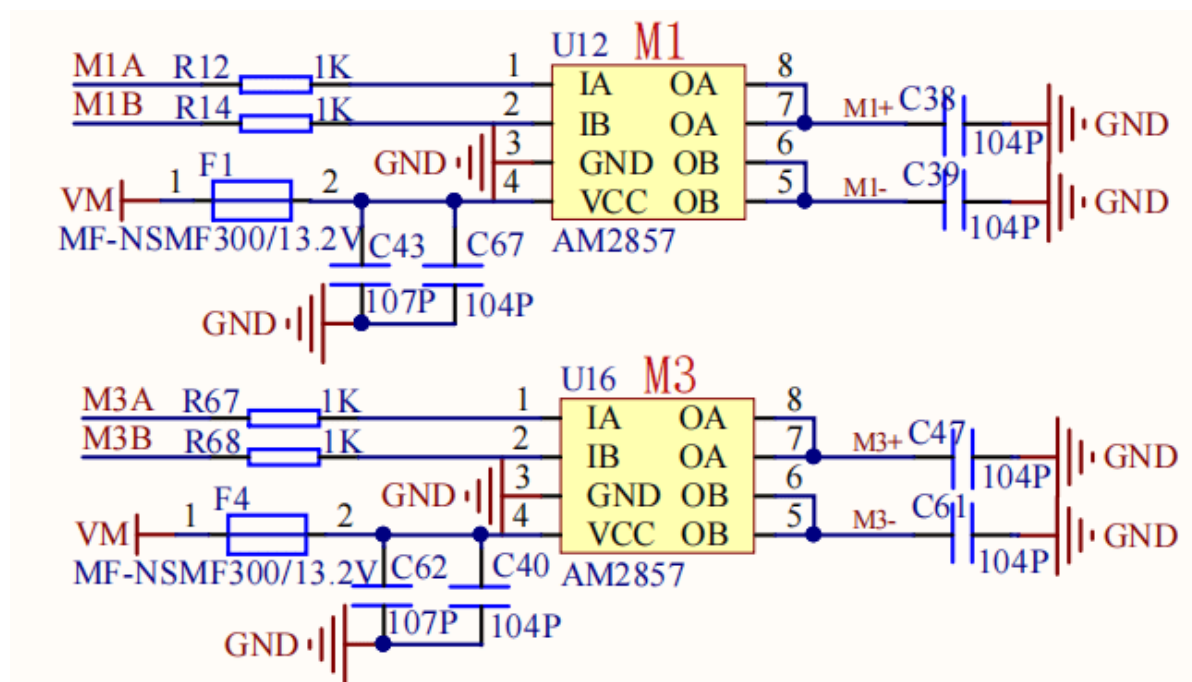 U12 M1
M1A R12 1K 1 IA OA 8
M1B R14 1K 2 IB OA 7 M1+ C38 104P GND
GND 3 GND OB 6
VM 1 F1 2 4 VCC OB 5 M1- C39 104P GND
MF-NSMF300/13.2V C43 C67 AM2857
107P 104P
GND
U16 M3
M3A R67 1K 1 IA OA 8
M3B R68 1K 2 IB OA 7 M3+ C47 104P GND
GND 3 GND OB 6
VM 1 F4 2 4 VCC OB 5 M3- C61 104P GND
MF-NSMF300/13.2V C62 C40 AM2857
107P 104P
GND